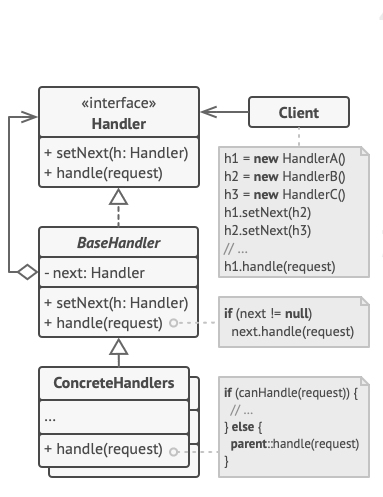 «interface»
Handler
+ setNext(h: Handler)
+ handle(request)
Client
h1 = new HandlerA()
h2 = new HandlerB()
h3 = new HandlerC()
h1.setNext(h2)
h2.setNext(h3)
// ...
h1.handle(request)
BaseHandler
- next: Handler
+ setNext(h: Handler)
+ handle(request)
if (next != null)
next.handle(request)
ConcreteHandlers
...
+ handle(request)
if (canHandle(request)) {
// ...
} else {
parent::handle(request)
}